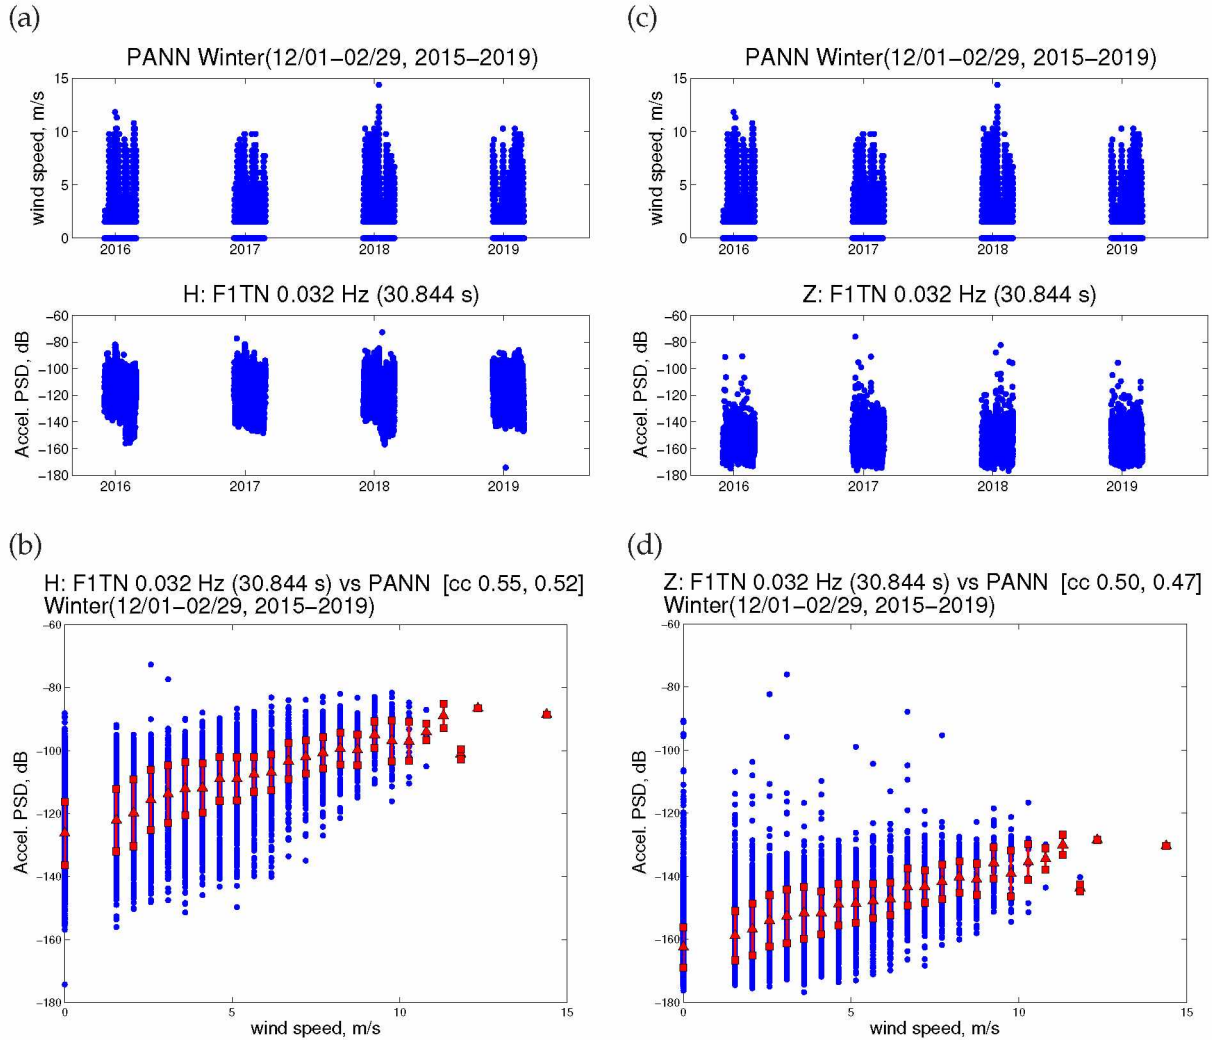 (a)
PANN Winter(12/01−02/29, 2015−2019)
wind speed, m/s
15
10
5
0
2016 2017 2018 2019
H: F1TN 0.032 Hz (30.844 s)
Accel. PSD, dB
−60
−80
−100
−120
−140
−160
−180
2016 2017 2018 2019
(c)
PANN Winter(12/01−02/29, 2015−2019)
wind speed, m/s
15
10
5
0
2016 2017 2018 2019
Z: F1TN 0.032 Hz (30.844 s)
Accel. PSD, dB
−60
−80
−100
−120
−140
−160
−180
2016 2017 2018 2019
(b)
H: F1TN 0.032 Hz (30.844 s) vs PANN [cc 0.55, 0.52]
Winter(12/01−02/29, 2015−2019)
Accel. PSD, dB
−60
−80
−100
−120
−140
−160
−180
0 5 10 15
wind speed, m/s
(d)
Z: F1TN 0.032 Hz (30.844 s) vs PANN [cc 0.50, 0.47]
Winter(12/01−02/29, 2015−2019)
Accel. PSD, dB
−60
−80
−100
−120
−140
−160
−180
0 5 10 15
wind speed, m/s